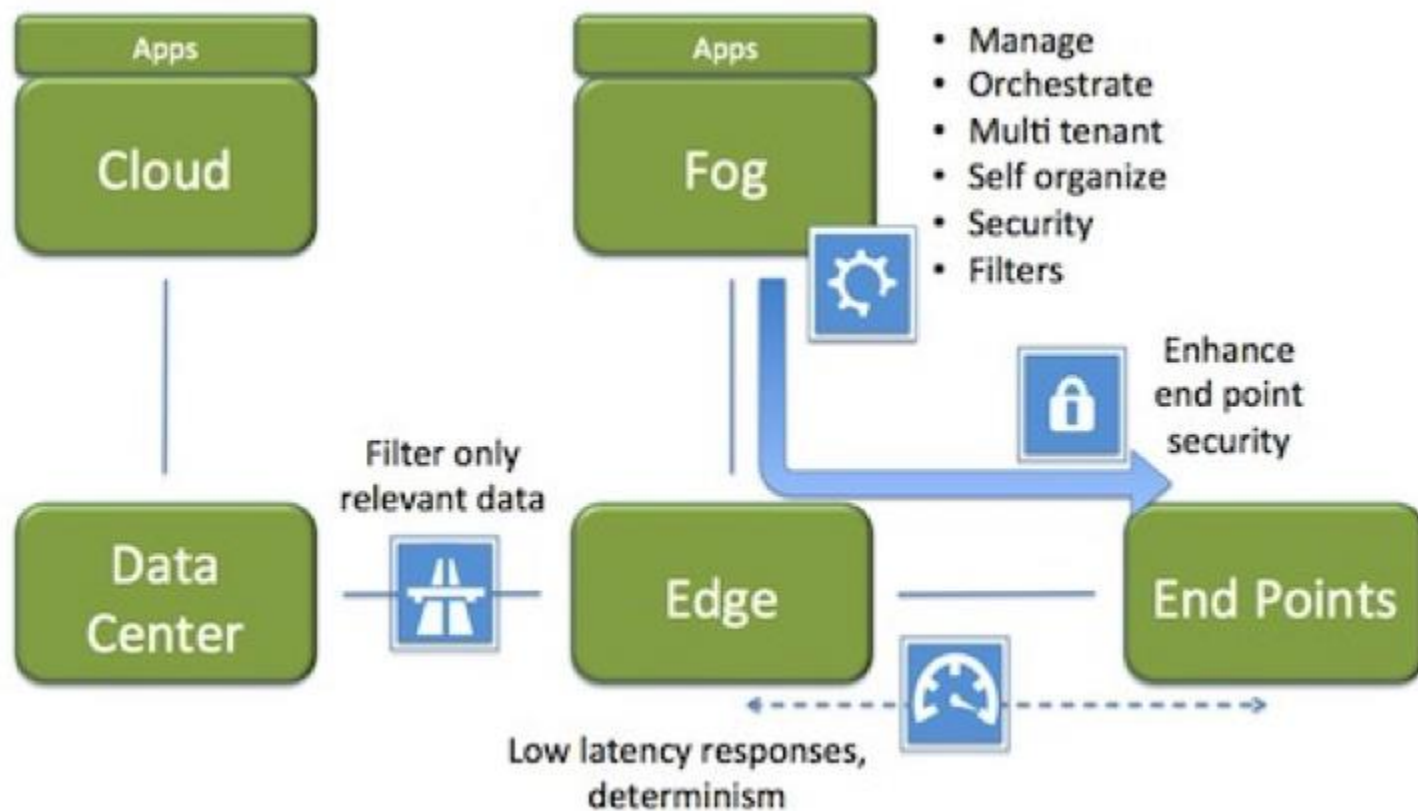 Apps
Cloud
Apps
Fog
• Manage
• Orchestrate
• Multi tenant
• Self organize
• Security
• Filters
Enhance
end point
security
Filter only
relevant data
Data
Center
Edge
End Points
Low latency responses,
determinism